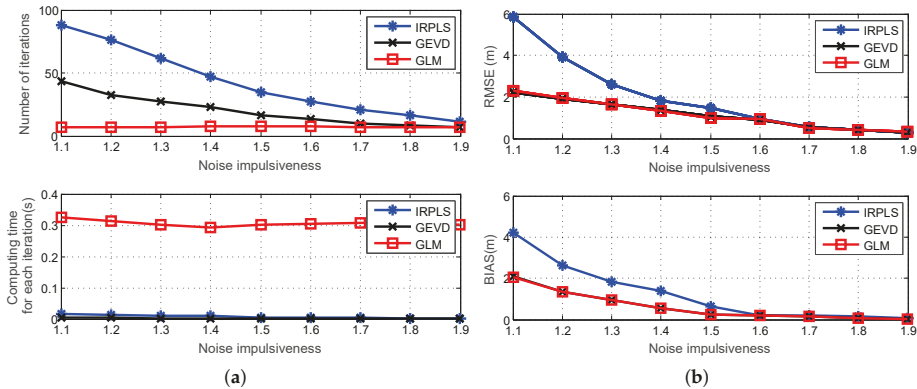 100
50
0
Number of iterations
IRPLS
GEVD
GLM
1.1 1.2 1.3 1.4 1.5 1.6 1.7 1.8 1.9
Noise impulsiveness
0.4
0.3
0.2
0.1
0
Computing time
for each iteration(s)
IRPLS
GEVD
GLM
1.1 1.2 1.3 1.4 1.5 1.6 1.7 1.8 1.9
Noise impulsiveness
(a)
6
4
2
0
RMSE (m)
IRPLS
GEVD
GLM
1.1 1.2 1.3 1.4 1.5 1.6 1.7 1.8 1.9
Noise impulsiveness
6
4
2
0
BIAS(m)
IRPLS
GEVD
GLM
1.1 1.2 1.3 1.4 1.5 1.6 1.7 1.8 1.9
Noise impulsiveness
(b)